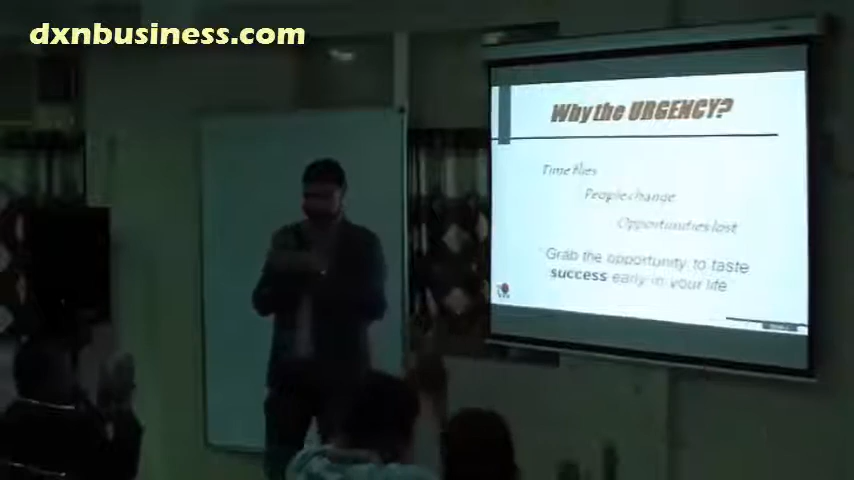 dxnbusiness.com
Why the URGENCY?
Time flies
People change
Opportunities lost
Grab the opportunity to taste
success early in your life